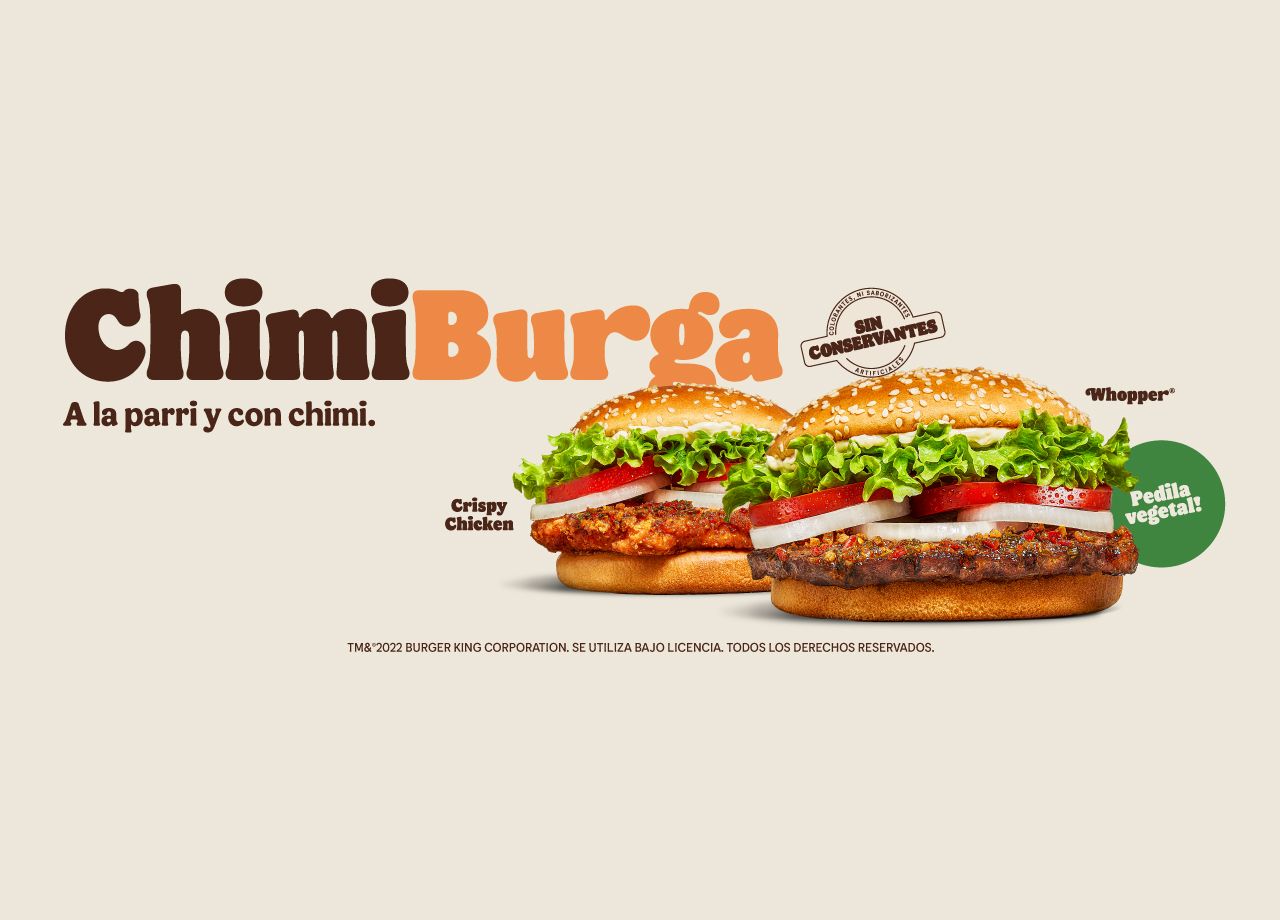 ChimiBurga
A la parri y con chimi.
COLORANTES, NI SABORIZANTES
SIN
CONSERVANTES
ARTIFICIALES
Whopper®
Crispy
Chicken
Pedila
vegetal!
TM&®2022 BURGER KING CORPORATION. SE UTILIZA BAJO LICENCIA. TODOS LOS DERECHOS RESERVADOS.